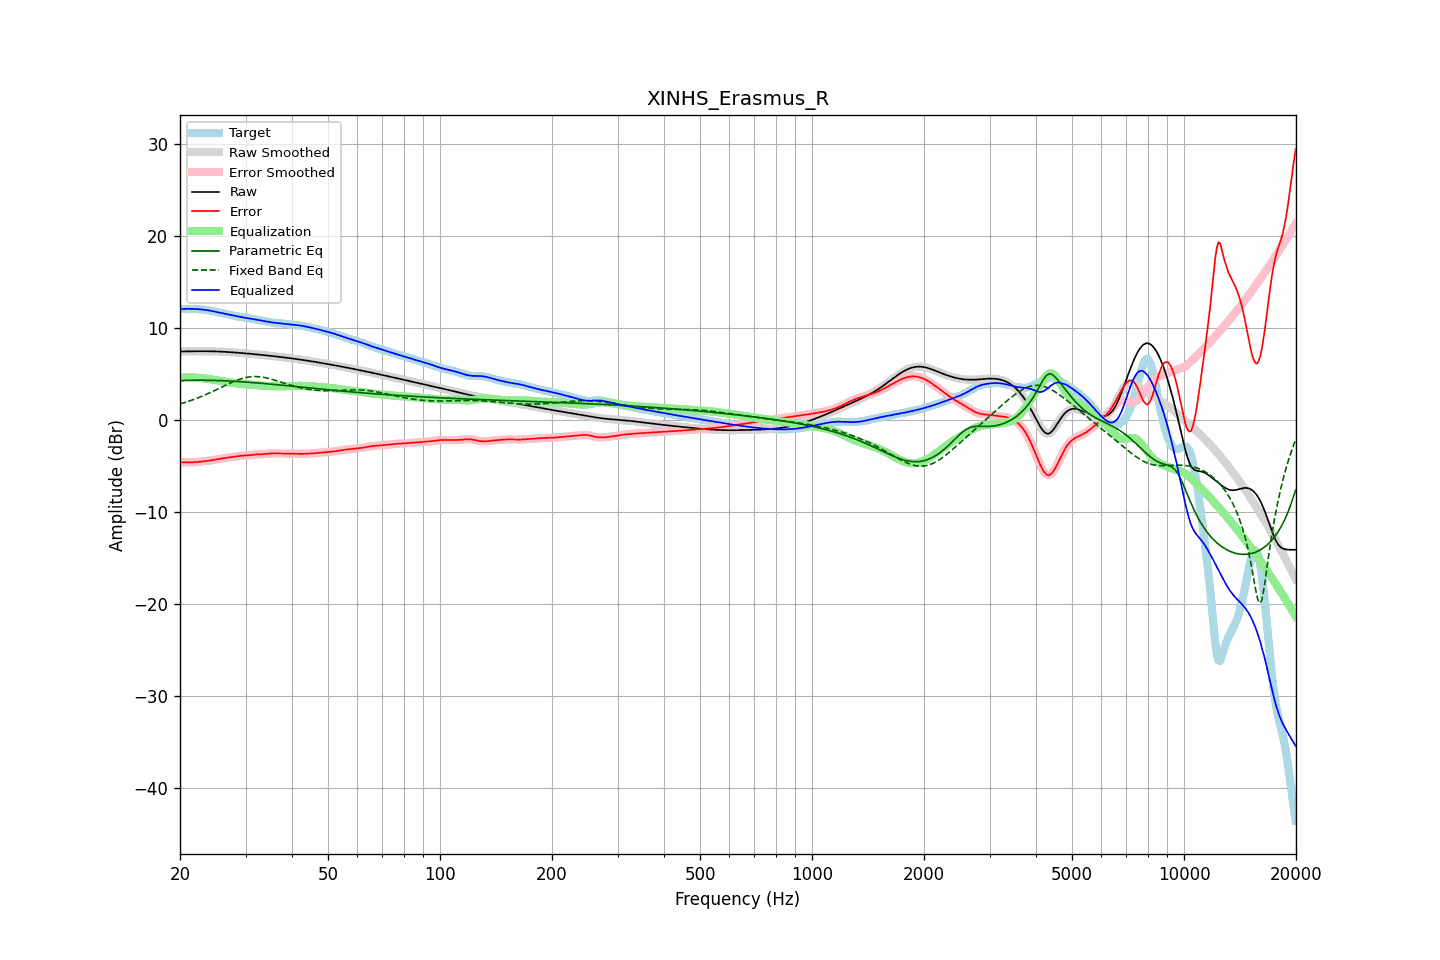 XINHS_Erasmus_R
Target
Raw Smoothed
Error Smoothed
Raw
Error
Equalization
Parametric Eq
Fixed Band Eq
Equalized
30
20
10
0
−10
−20
−30
−40
Amplitude (dBr)
20
50
100
200
500
1000
2000
5000
10000
20000
Frequency (Hz)